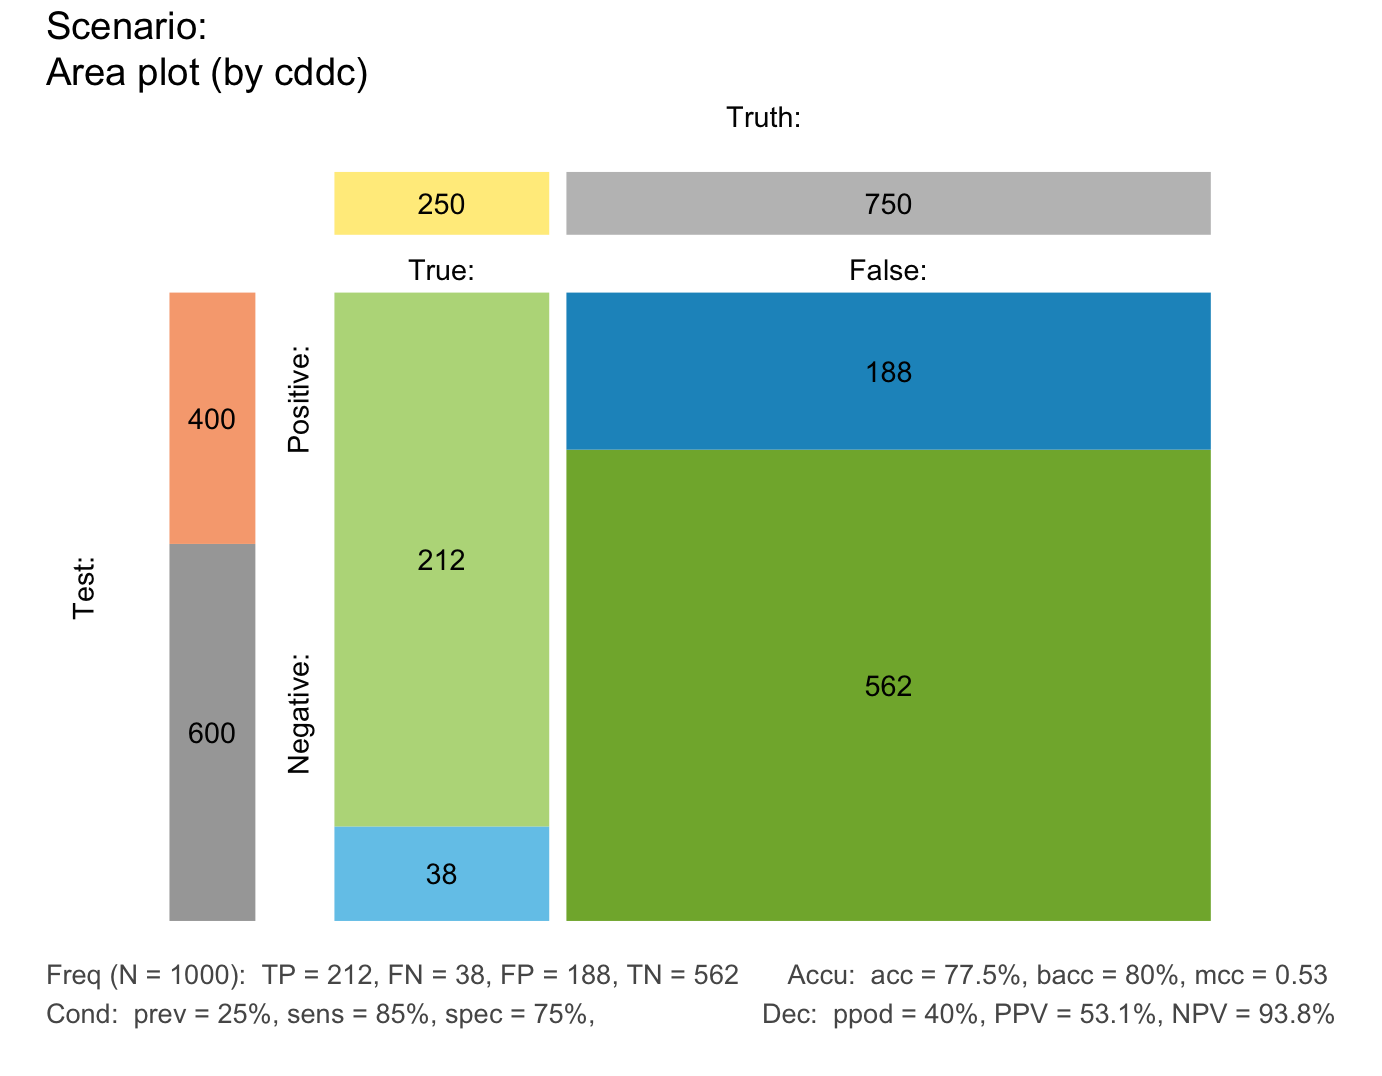 Scenario:
Area plot (by cddc)
Truth:
250
750
True:
False:
Test:
400
600
Positive:
Negative:
212
188
562
38
Freq (N = 1000):  TP = 212, FN = 38, FP = 188, TN = 562
Accu:  acc = 77.5%, bacc = 80%, mcc = 0.53
Cond:  prev = 25%, sens = 85%, spec = 75%,
Dec:  ppod = 40%, PPV = 53.1%, NPV = 93.8%